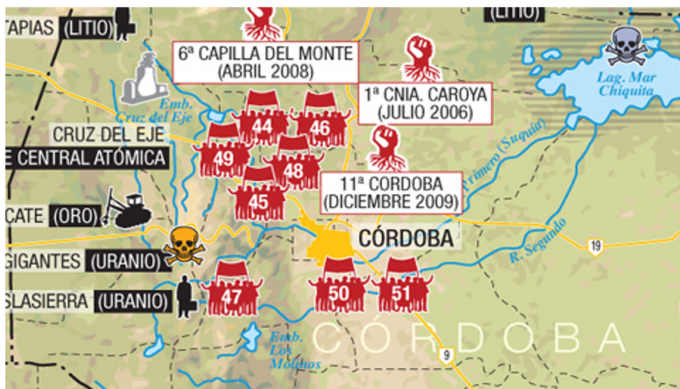 TAPIAS (LITIO)
(LITIO)
6ª CAPILLA DEL MONTE
(ABRIL 2008)
1ª CNIA. CAROYA
(JULIO 2006)
Lag. Mar
Chiquita
Emb.
Cruz del Eje
CRUZ DEL EJE
E CENTRAL ATÓMICA
44
46
49
48
45
11ª CORDOBA
(DICIEMBRE 2009)
Primero (Suquía)
R. Segundo
CATE (ORO)
CÓRDOBA
19
GIGANTES (URANIO)
SLASIERRA (URANIO)
47
50
51
CÓRDOBA
Emb.
Los
Molinos
9